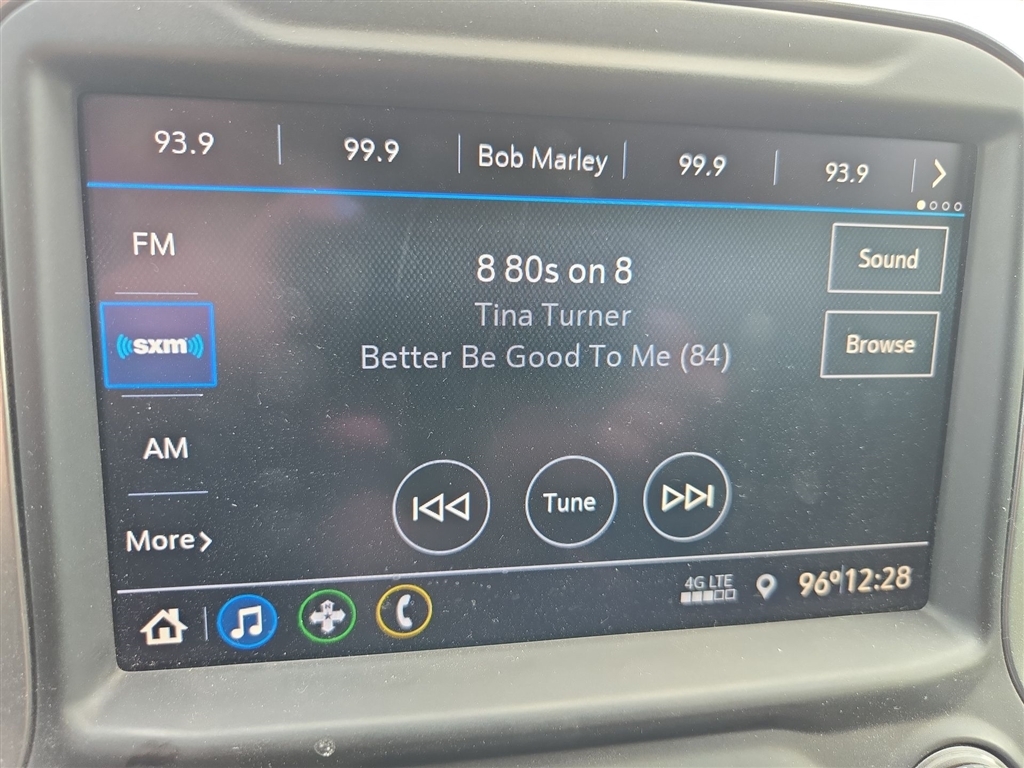 93.9 99.9 Bob Marley 99.9 93.9
FM
8 80s on 8
Sound
Tina Turner
sxm
Better Be Good To Me (84)
Browse
AM
Tune
More
4G LTE
96° 12:28